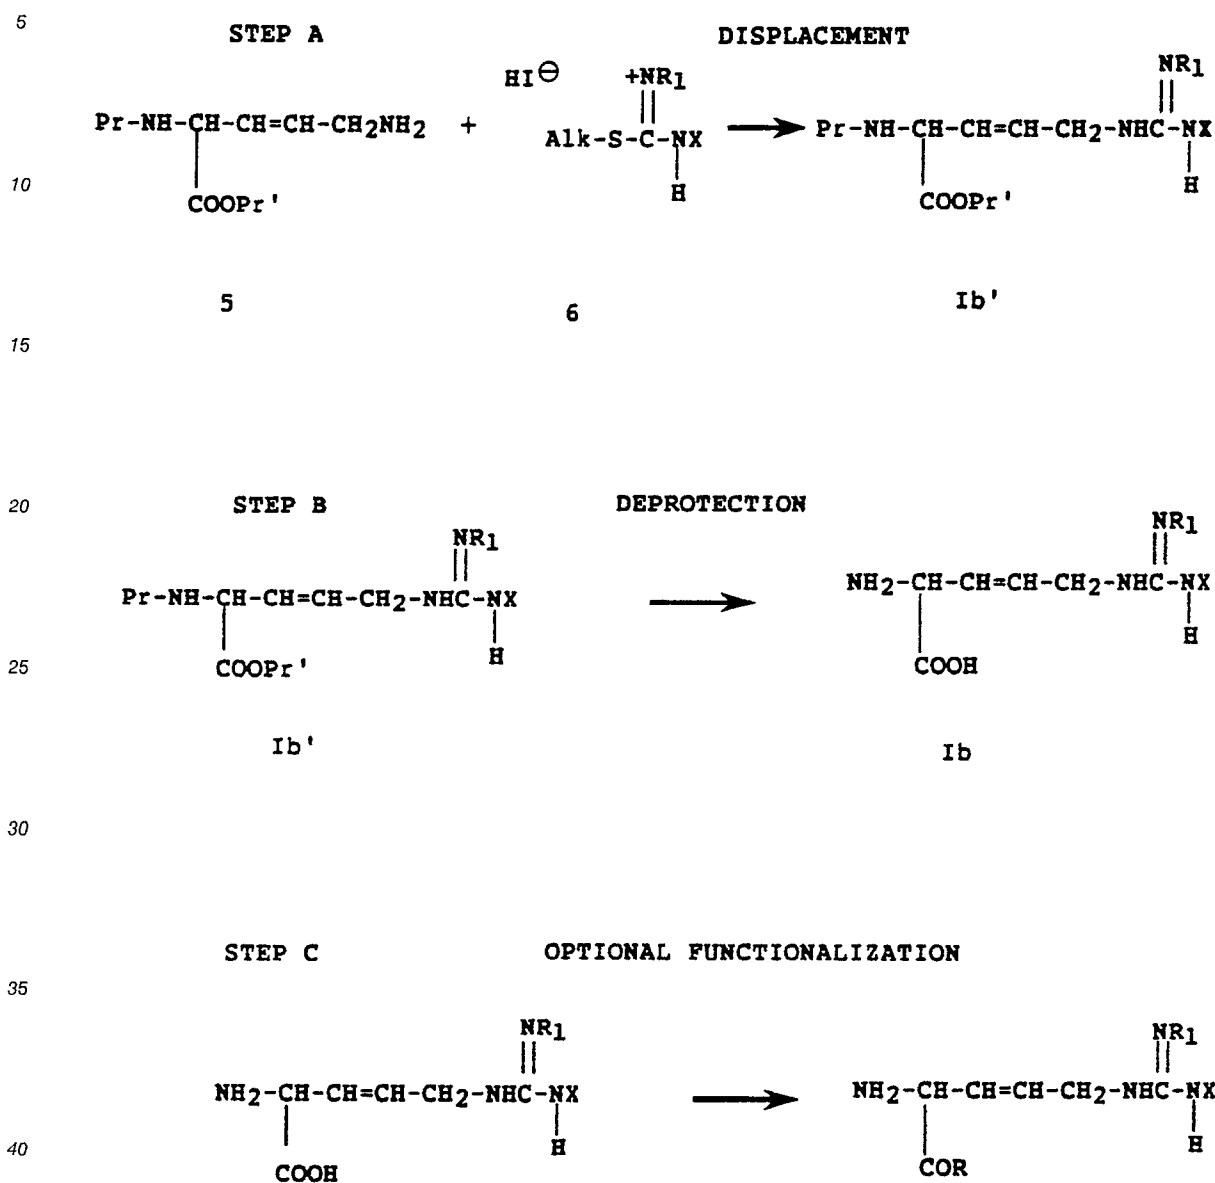 5
STEP A DISPLACEMENT
HI⊖ +NR1 NR1
Pr-NH-CH-CH=CH-CH2NH2 + Alk-S-C-NX Pr-NH-CH-CH=CH-CH2-NHC-NX
H H
10
COOPr' COOPr'
5 6 Ib'
15
20
STEP B DEPROTECTION
NR1 NR1
Pr-NH-CH-CH=CH-CH2-NHC-NX NH2-CH-CH=CH-CH2-NHC-NX
H H
25
COOPr' COOH
Ib' Ib
30
STEP C OPTIONAL FUNCTIONALIZATION
35
NR1 NR1
NH2-CH-CH=CH-CH2-NHC-NX NH2-CH-CH=CH-CH2-NHC-NX
H H
40
COOH COR